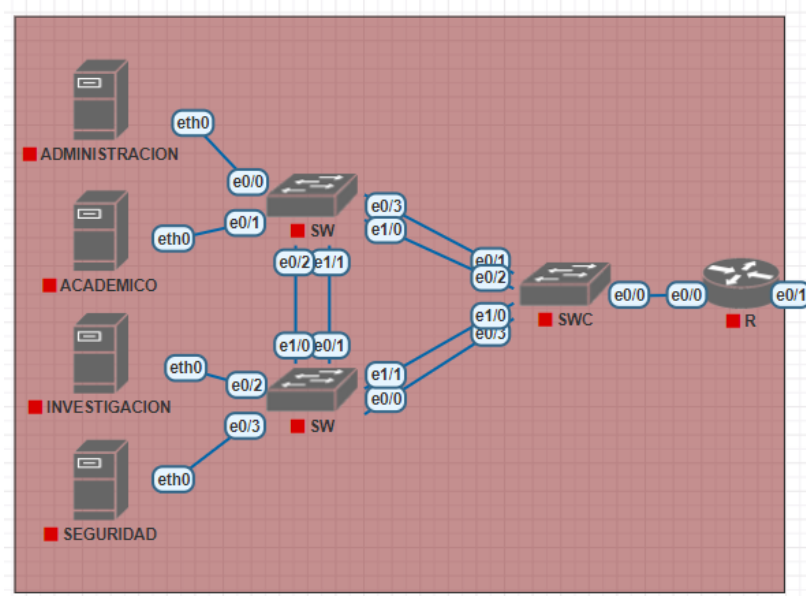 eth0
ADMINISTRACION
e0/0
e0/1
eth0
SW
e0/3
e1/0
ACADEMICO
e0/2
e1/1
e0/1
e0/2
SWC
e0/0
e0/0
R
e0/1
e1/0
e0/3
e1/0
e0/1
eth0
e0/2
INVESTIGACION
e1/1
e0/0
e0/3
SW
eth0
SEGURIDAD